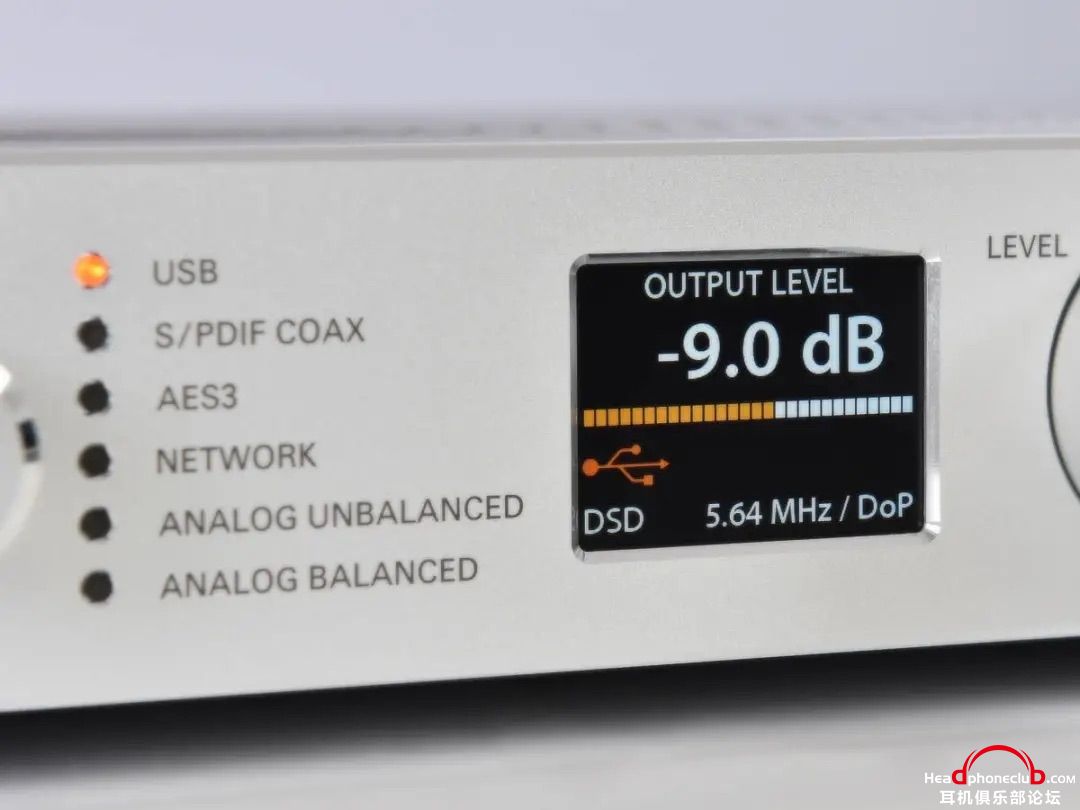 USB
S/PDIF COAX
AES3
NETWORK
ANALOG UNBALANCED
ANALOG BALANCED
OUTPUT LEVEL
-9.0 dB
DSD 5.64 MHz / DoP
LEVEL
Headphoneclub.com
耳机俱乐部论坛